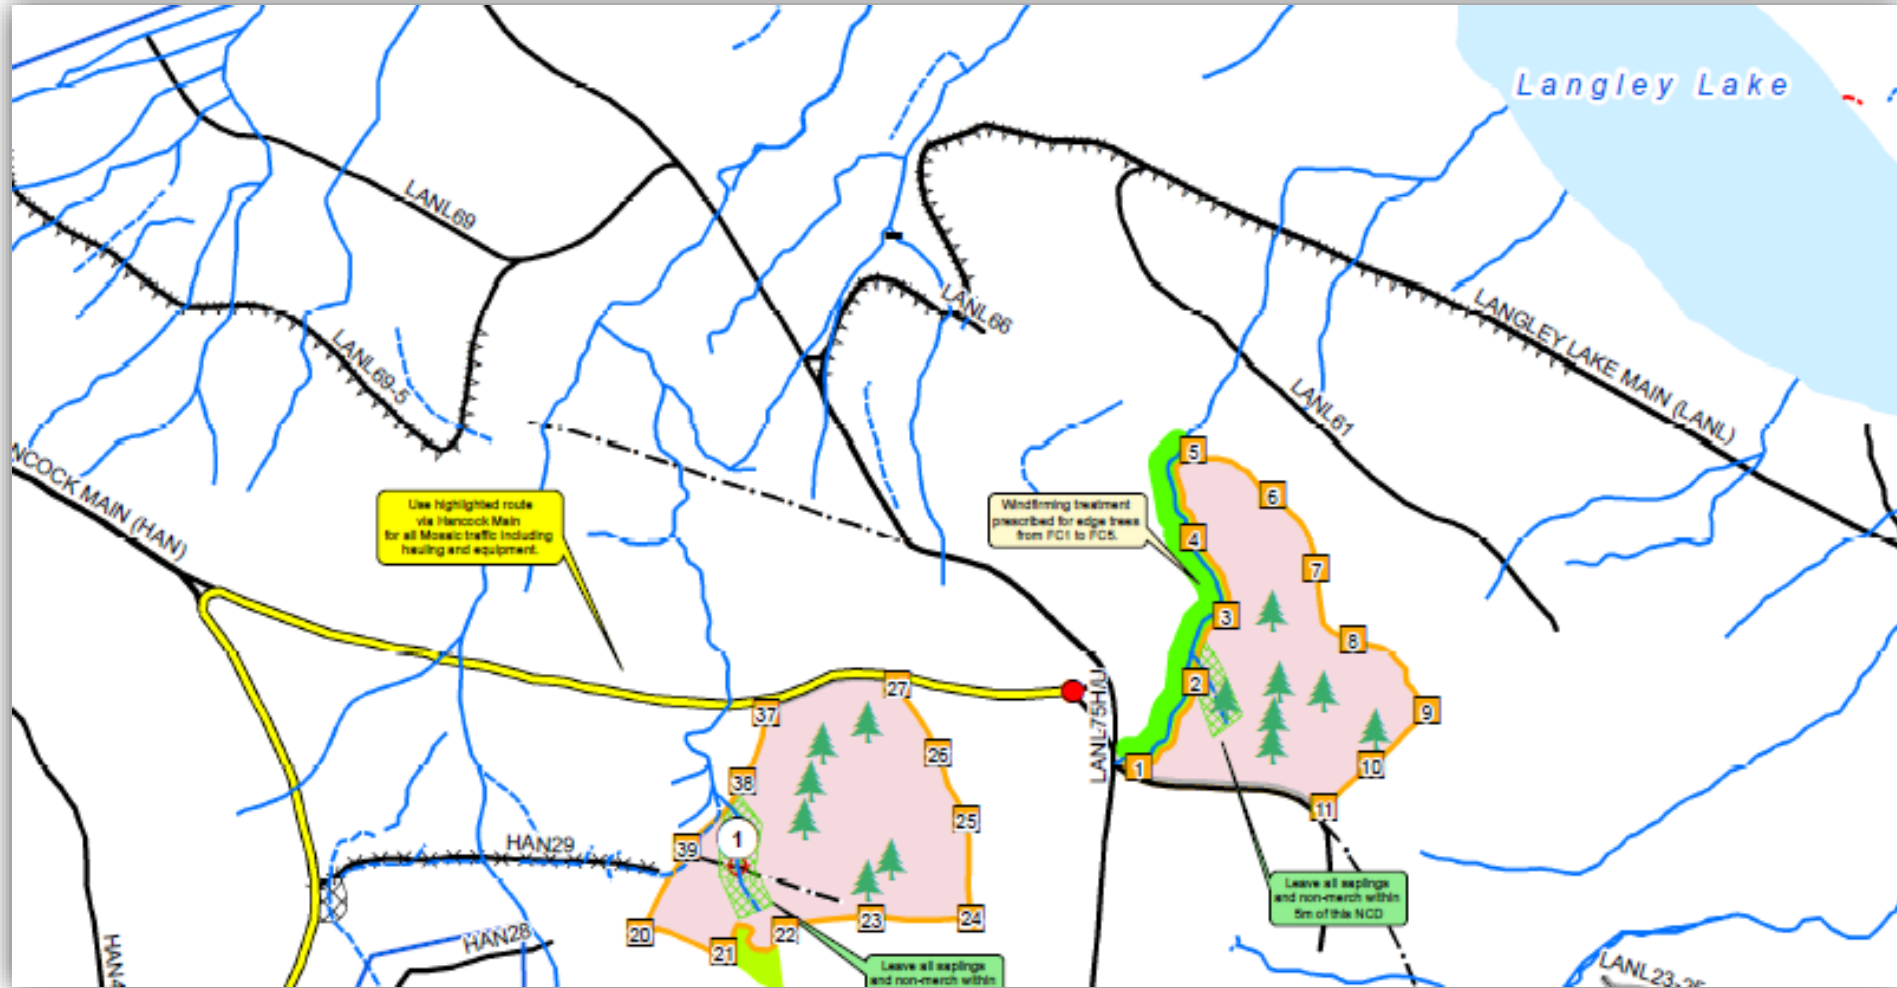 Langley Lake
LANL69
LANL66
LANGLEY LAKE MAIN (LANL)
LANL69-5
LANL61
NCOCK MAIN (HAN)
Use highlighted route
via Hancock Main
for all Mosaic traffic including
hauling and equipment.
Windfirming treatment
prescribed for edge trees
from FC1 to FC5.
5
6
4
7
3
8
2
9
1
10
11
LANL-75H/U
27
37
26
38
25
1
39
HAN29
20
21
22
23
24
HAN28
HAN4
Leave all saplings
and non-merch within
5m of this NCD
Leave all saplings
and non-merch within
LANL23-25